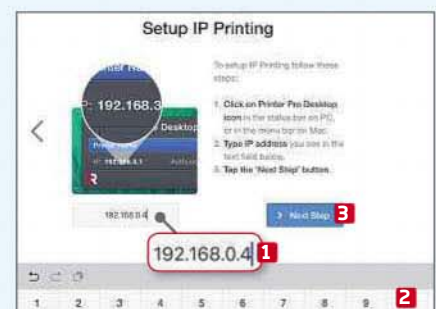 Setup IP Printing
To setup IP Printing follow these steps:
1. Click on Printer Pro Desktop
icon in the status bar on PC,
or in the menu bar on Mac.
2. Type IP address you see in the
text field below.
3. Tap the 'Next Step' button.
P: 192.168.3
Desktop
192.168.0.4
> Next Step
3
192.168.0.4
1
2
1 2 3 4 5 6 7 8 9